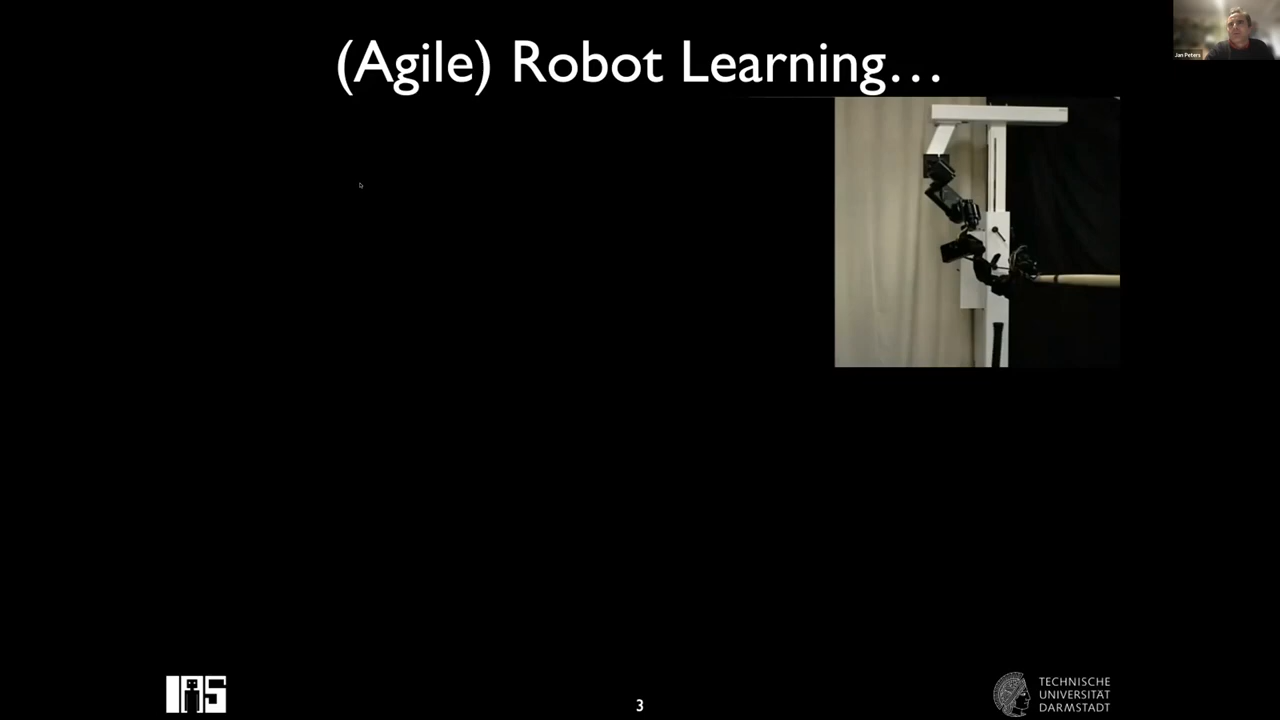 (Agile) Robot Learning…
Jan Peters
IAS
3
TECHNISCHE
UNIVERSITÄT
DARMSTADT